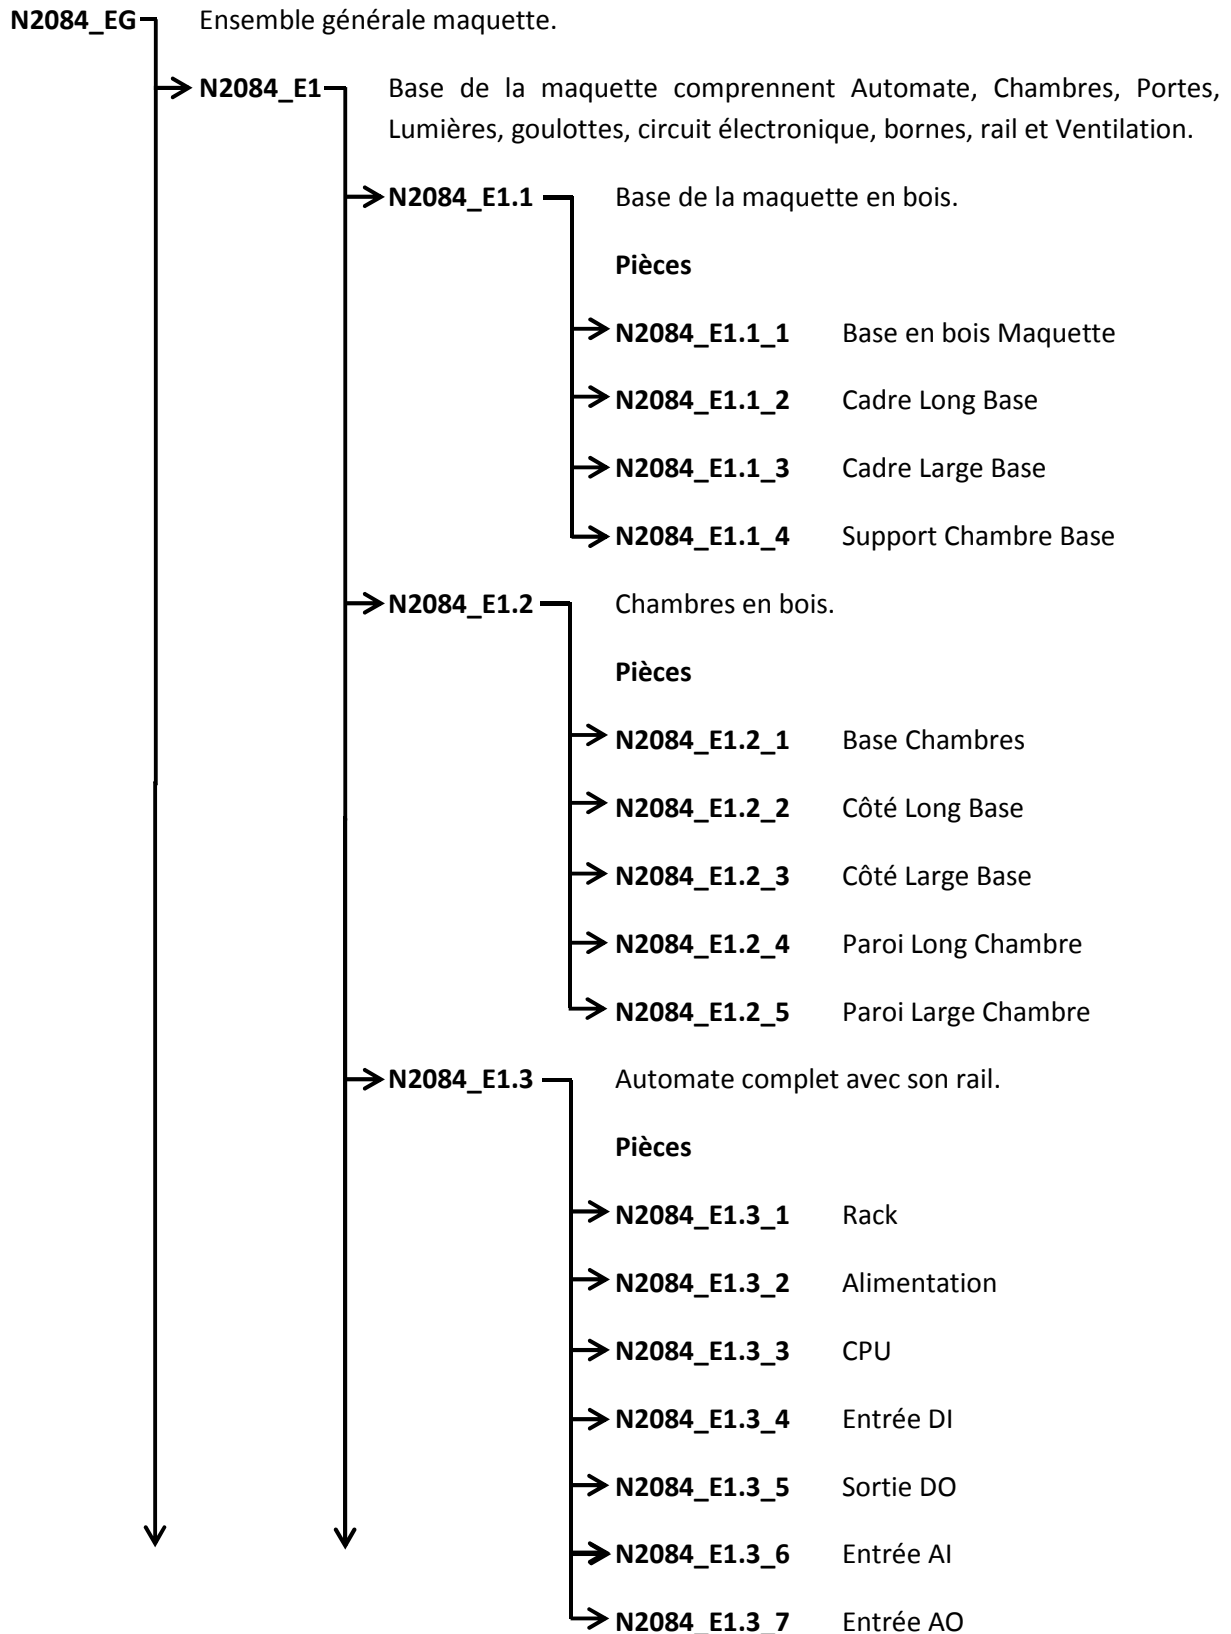 N2084_EG Ensemble générale maquette.
N2084_E1 Base de la maquette comprennent Automate, Chambres, Portes,
Lumières, goulottes, circuit électronique, bornes, rail et Ventilation.
N2084_E1.1 Base de la maquette en bois.
Pièces
N2084_E1.1_1 Base en bois Maquette
N2084_E1.1_2 Cadre Long Base
N2084_E1.1_3 Cadre Large Base
N2084_E1.1_4 Support Chambre Base
N2084_E1.2 Chambres en bois.
Pièces
N2084_E1.2_1 Base Chambres
N2084_E1.2_2 Côté Long Base
N2084_E1.2_3 Côté Large Base
N2084_E1.2_4 Paroi Long Chambre
N2084_E1.2_5 Paroi Large Chambre
N2084_E1.3 Automate complet avec son rail.
Pièces
N2084_E1.3_1 Rack
N2084_E1.3_2 Alimentation
N2084_E1.3_3 CPU
N2084_E1.3_4 Entrée DI
N2084_E1.3_5 Sortie DO
N2084_E1.3_6 Entrée AI
N2084_E1.3_7 Entrée AO